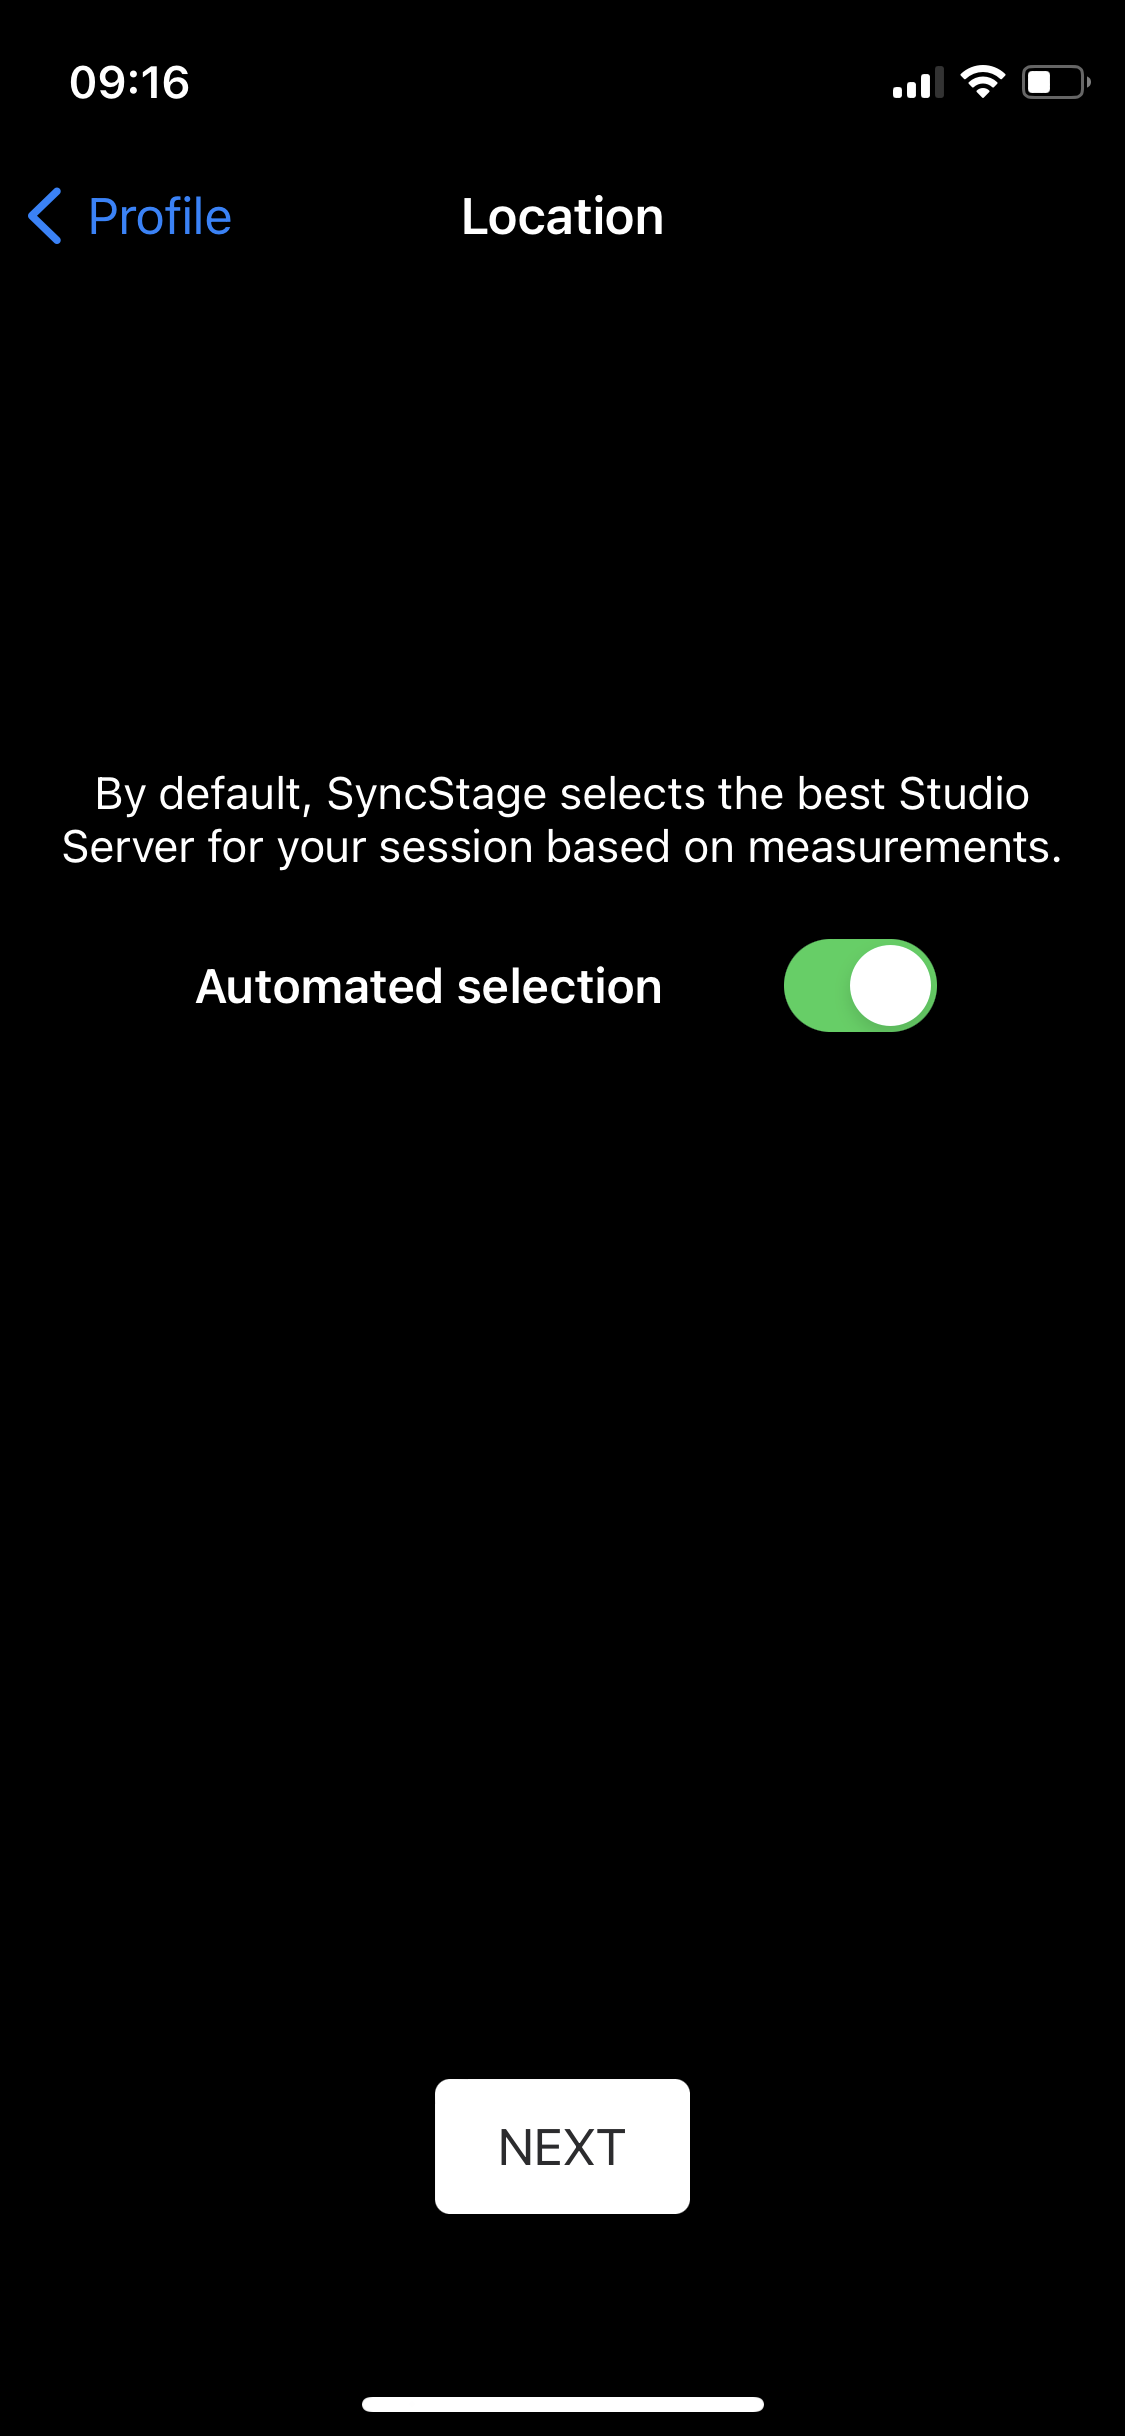 09:16
Profile
Location
By default, SyncStage selects the best Studio
Server for your session based on measurements.
Automated selection
NEXT